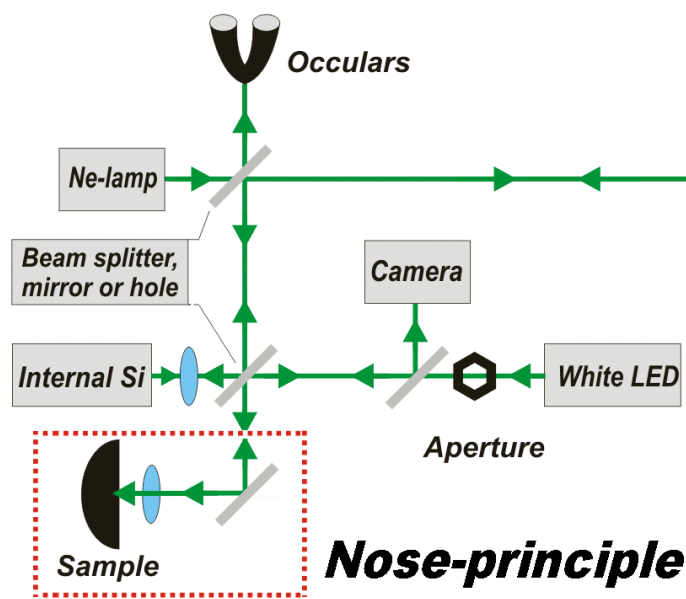 Occulars
Ne-lamp
Beam splitter,
mirror or hole
Camera
Internal Si
White LED
Aperture
Sample
Nose-principle